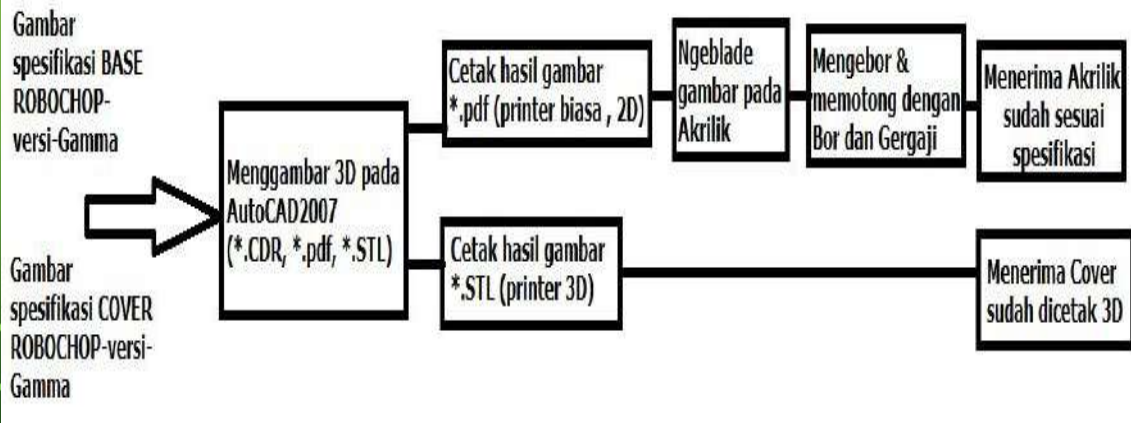 Gambar
spesifikasi BASE
ROBOCHOP-
versi-Gamma
Gambar
spesifikasi COVER
ROBOCHOP-versi-
Gamma
Menggambar 3D pada
AutoCAD2007
(*.CDR, *.pdf, *.STL)
Cetak hasil gambar
*.pdf (printer biasa , 2D)
Ngeblade
gambar pada
Akrilik
Mengebor &
memotong dengan
Bor dan Gergaji
Menerima Akrilik
sudah sesuai
spesifikasi
Cetak hasil gambar
*.STL (printer 3D)
Menerima Cover
sudah dicetak 3D